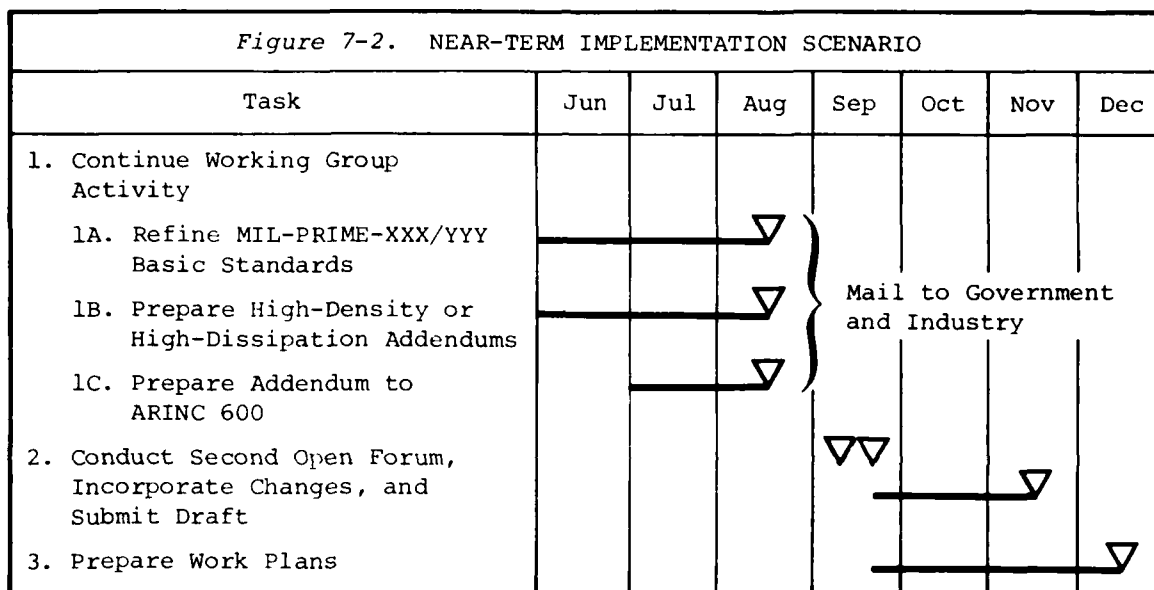 Figure 7-2. NEAR-TERM IMPLEMENTATION SCENARIO
Task Jun Jul Aug Sep Oct Nov Dec
1. Continue Working Group
Activity
1A. Refine MIL-PRIME-XXX/YYY
Basic Standards
1B. Prepare High-Density or
High-Dissipation Addendums
1C. Prepare Addendum to
ARINC 600
Mail to Government
and Industry
2. Conduct Second Open Forum,
Incorporate Changes, and
Submit Draft
3. Prepare Work Plans